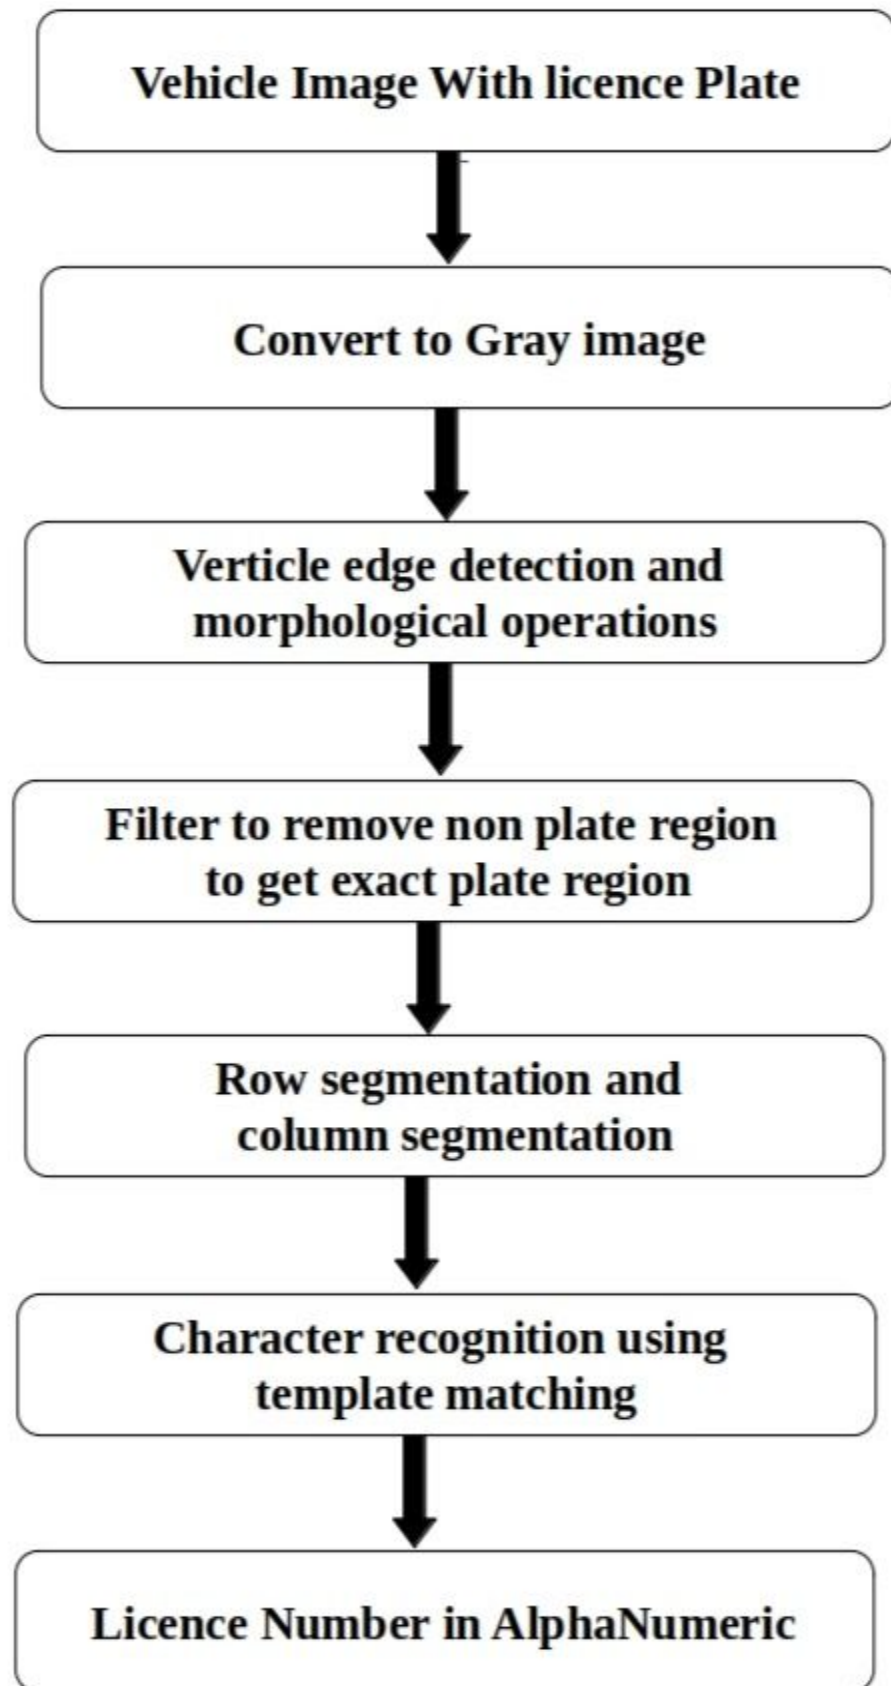 Vehicle Image With licence Plate
Convert to Gray image
Verticle edge detection and
morphological operations
Filter to remove non plate region
to get exact plate region
Row segmentation and
column segmentation
Character recognition using
template matching
Licence Number in AlphaNumeric